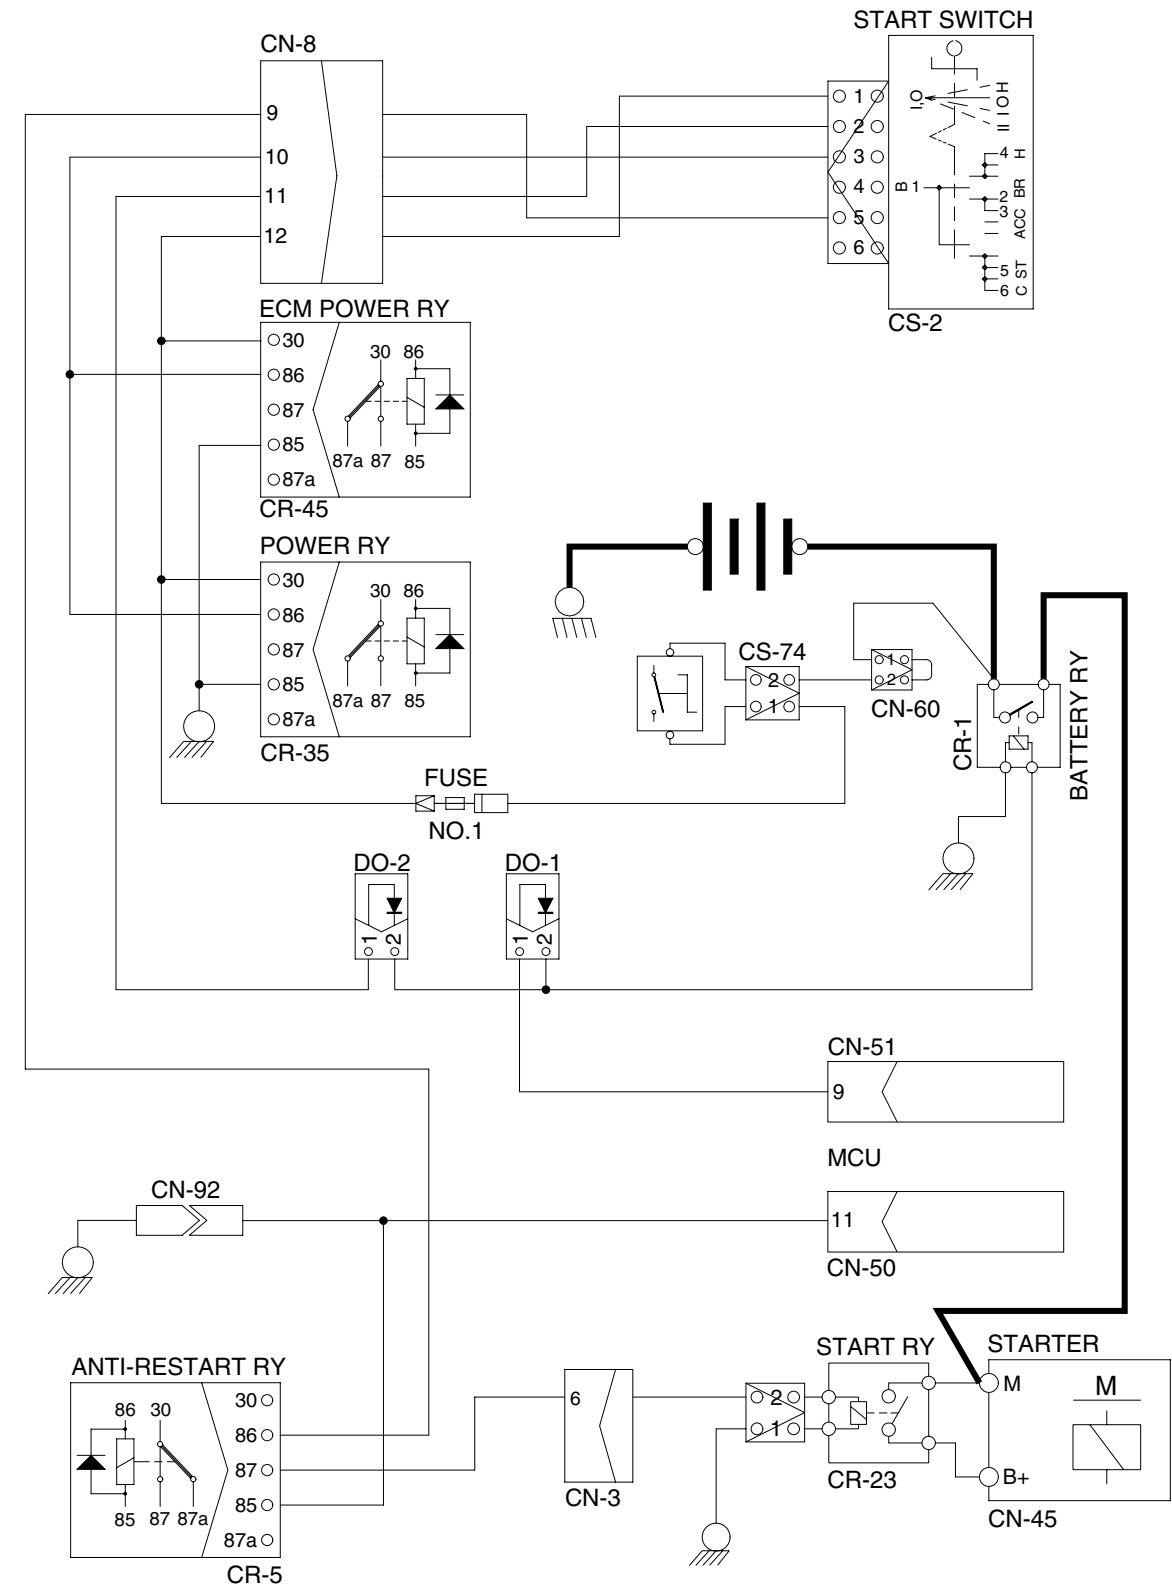 START SWITCH
CN-8
9
10
11
12
1
2
3
4
5
6
I,O
H
O
I
II
B 1
4 H
BR
2
3
ACC
5 ST
6 C
CS-2
ECM POWER RY
30
86
87
85
87a
30 86
87a 87 85
CR-45
POWER RY
30
86
87
85
87a
30 86
87a 87 85
CR-35
CS-74
2
1
1
2
CN-60
CR-1
BATTERY RY
FUSE
NO.1
DO-2
1 2
DO-1
1 2
CN-51
9
MCU
11
CN-50
CN-92
ANTI-RESTART RY
86 30
85 87 87a
30
86
87
85
87a
CR-5
6
CN-3
2
1
START RY
CR-23
STARTER
M
M
B+
CN-45